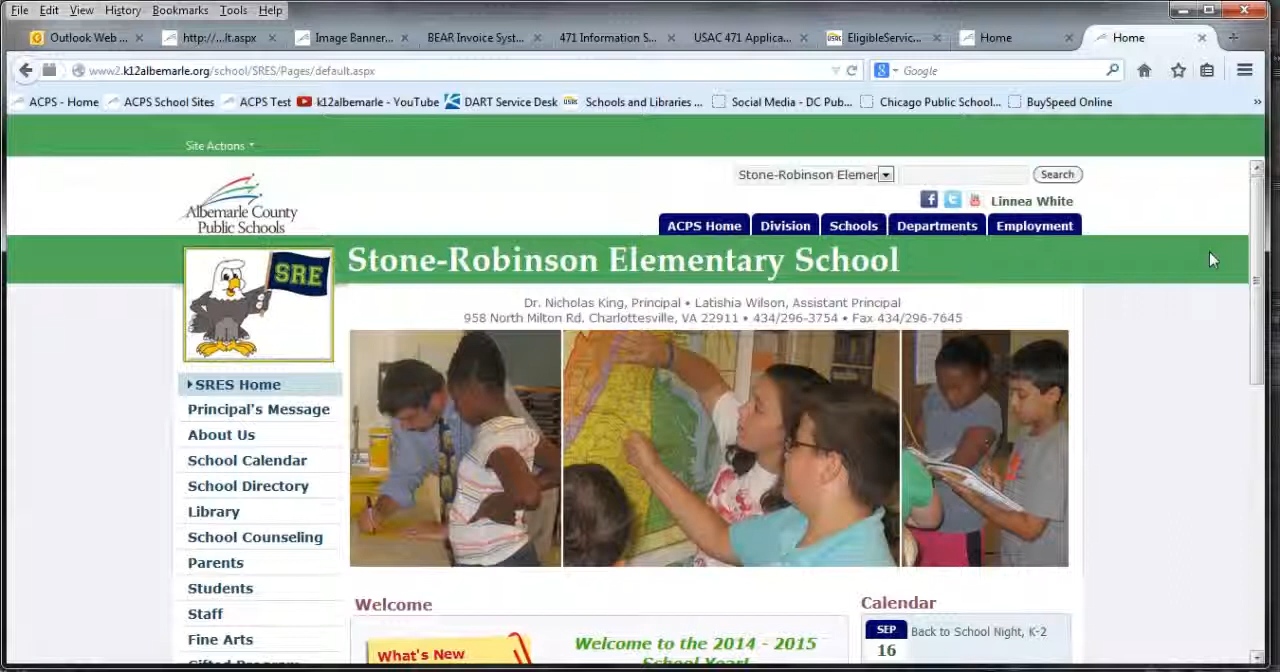 File Edit View History Bookmarks Tools Help
Outlook Web ... × http:/...lt.aspx × Image Banner... × BEAR Invoice Syst... × 471 Information S... × USAC 471 Applica... × EligibleServic... × Home × Home ×
www2.k12albemarle.org/school/SRES/Pages/default.aspx
Google
ACPS - Home ACPS School Sites ACPS Test k12albemarle - YouTube DART Service Desk Schools and Libraries ... Social Media - DC Pub... Chicago Public School... BuySpeed Online »
Site Actions
Stone-Robinson Elemer Search
Albemarle County
Public Schools
Linnea White
ACPS Home Division Schools Departments Employment
SRE
Stone-Robinson Elementary School
Dr. Nicholas King, Principal • Latishia Wilson, Assistant Principal
958 North Milton Rd. Charlottesville, VA 22911 • 434/296-3754 • Fax 434/296-7645
SRES Home
Principal's Message
About Us
School Calendar
School Directory
Library
School Counseling
Parents
Students
Staff
Fine Arts
Gifted Program
Welcome
What's New
Welcome to the 2014 - 2015
School Year!
Calendar
SEP
16
Back to School Night, K-2